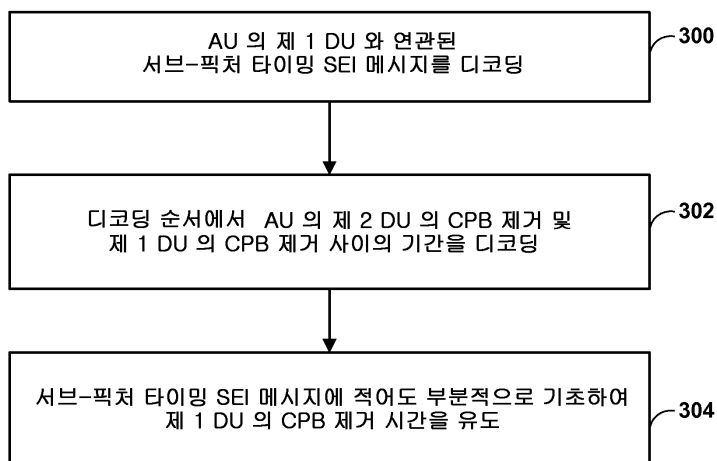 AU 의 제 1 DU 와 연관된
서브-픽처 타이밍 SEI 메시지를 디코딩
300
디코딩 순서에서 AU 의 제 2 DU 의 CPB 제거 및
제 1 DU 의 CPB 제거 사이의 기간을 디코딩
302
서브-픽처 타이밍 SEI 메시지에 적어도 부분적으로 기초하여
제 1 DU 의 CPB 제거 시간을 유도
304